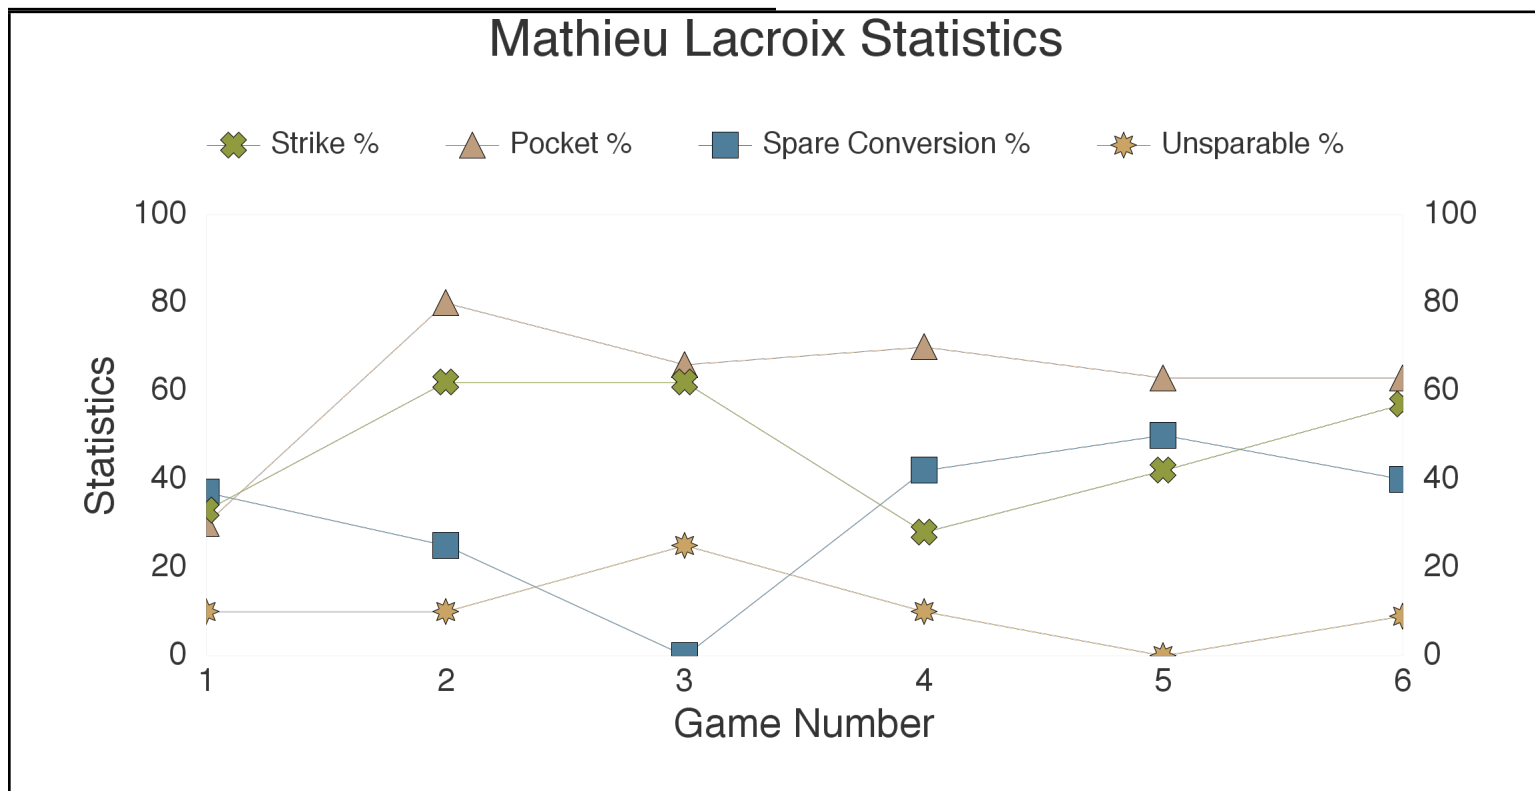 Mathieu Lacroix Statistics
Strike % Pocket % Spare Conversion % Unsparable %
100 100
80 80
60 60
40 40
20 20
0 0
Statistics
1 2 3 4 5 6
Game Number